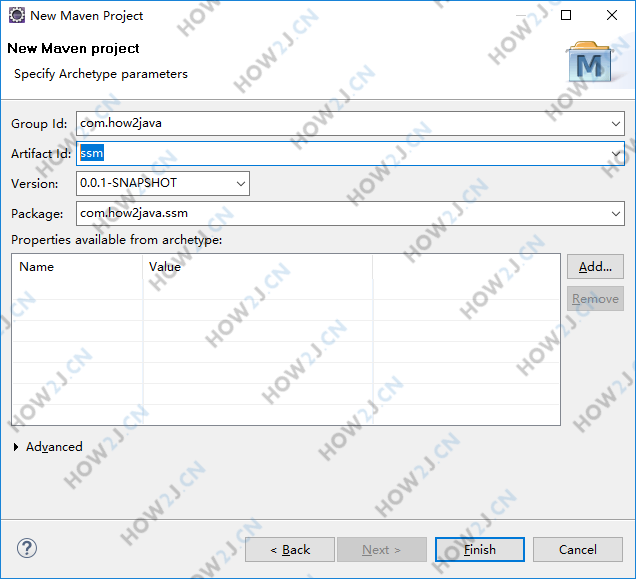 New Maven Project
New Maven project
Specify Archetype parameters
M
Group Id: com.how2java
Artifact Id: ssm
Version: 0.0.1-SNAPSHOT
Package: com.how2java.ssm
Properties available from archetype:
Name Value
Add...
Remove
Advanced
? < Back Next > Finish Cancel
HOW2J.CN